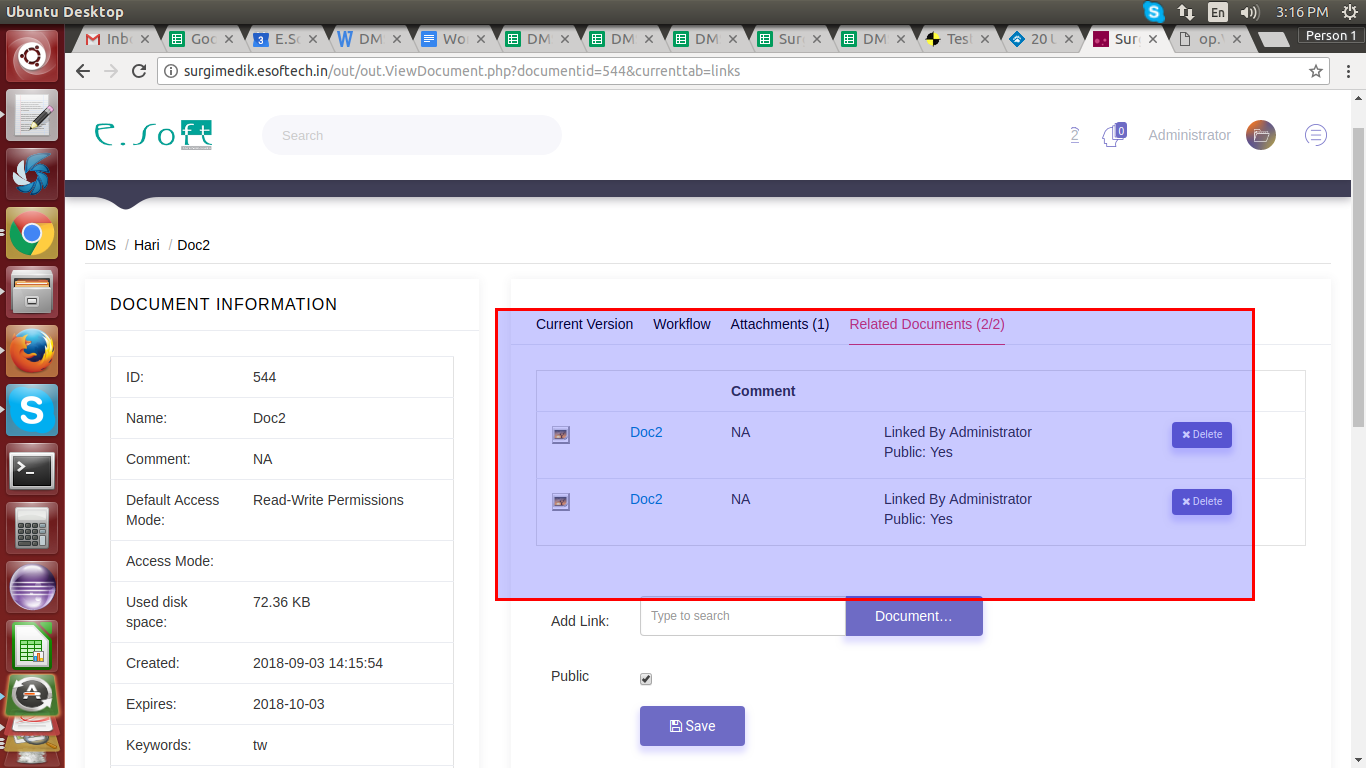 Ubuntu Desktop
En
3:16 PM
Inb
Goo
3
E.So
DM
Wo
DM
DM
DM
Sur
DM
Test
20 U
Sur
op.V
Person 1
surgimedik.esoftech.in/out/out.ViewDocument.php?documentid=544&currenttab=links
e.soft
Search
2
0
Administrator
DMS / Hari / Doc2
DOCUMENT INFORMATION
ID: 544
Name: Doc2
Comment: NA
Default Access Mode: Read-Write Permissions
Access Mode:
Used disk space: 72.36 KB
Created: 2018-09-03 14:15:54
Expires: 2018-10-03
Keywords: tw
Current Version Workflow Attachments (1) Related Documents (2/2)
Comment
Doc2 NA Linked By Administrator
Public: Yes
Delete
Doc2 NA Linked By Administrator
Public: Yes
Delete
Add Link: Type to search Document…
Public
Save